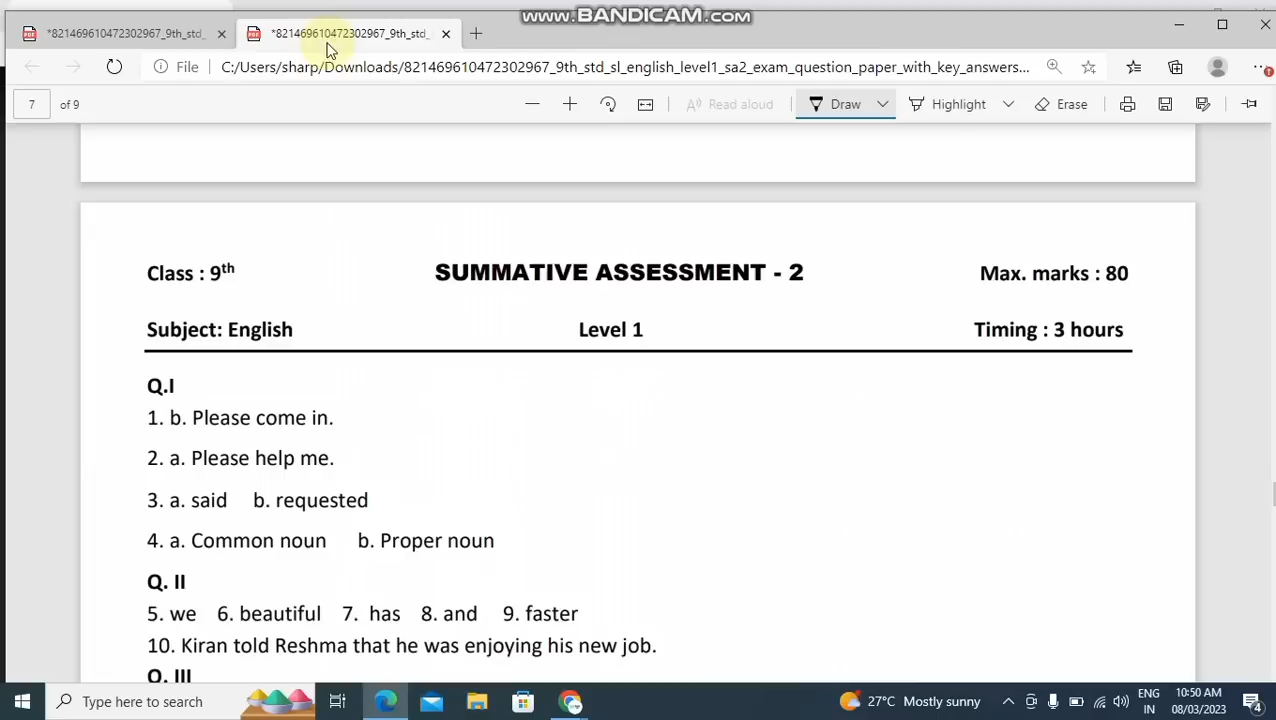 www.BANDICAM.com
*821469610472302967_9th_std_
*821469610472302967_9th_std_
File
C:/Users/sharp/Downloads/821469610472302967_9th_std_sl_english_level1_sa2_exam_question_paper_with_key_answers...
7 of 9
Read aloud
Draw
Highlight
Erase
Class : 9th
SUMMATIVE ASSESSMENT - 2
Max. marks : 80
Subject: English
Level 1
Timing : 3 hours
Q.I
1. b. Please come in.
2. a. Please help me.
3. a. said b. requested
4. a. Common noun b. Proper noun
Q. II
5. we 6. beautiful 7. has 8. and 9. faster
10. Kiran told Reshma that he was enjoying his new job.
Q. III
Type here to search
27°C Mostly sunny
ENG
IN
10:50 AM
08/03/2023
4